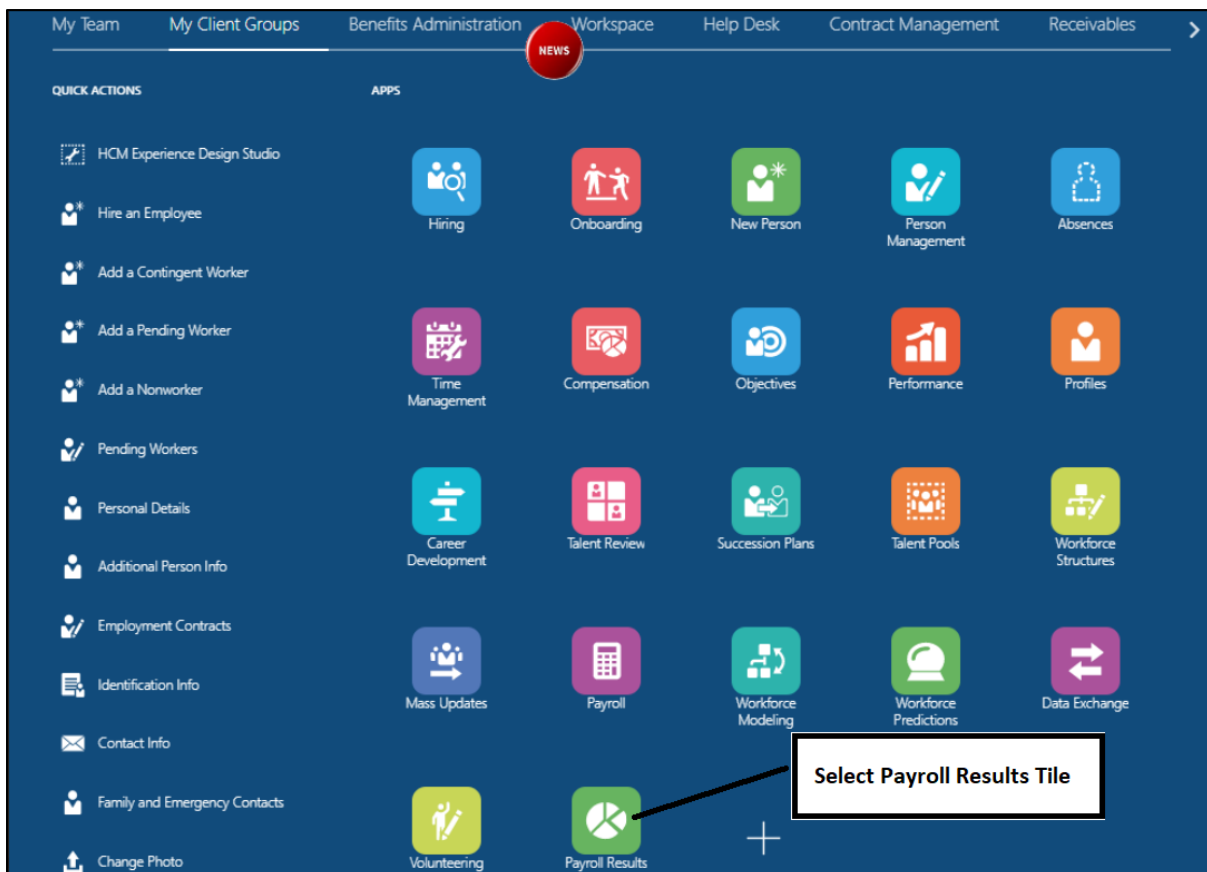 My Team My Client Groups Benefits Administration Workspace Help Desk Contract Management Receivables
NEWS
QUICK ACTIONS
APPS
HCM Experience Design Studio
Hire an Employee
Add a Contingent Worker
Add a Pending Worker
Add a Nonworker
Pending Workers
Personal Details
Additional Person Info
Employment Contracts
Identification Info
Contact Info
Family and Emergency Contacts
Change Photo
Hiring
Onboarding
New Person
Person
Management
Absences
Time
Management
Compensation
Objectives
Performance
Profiles
Career
Development
Talent Review
Succession Plans
Talent Pools
Workforce
Structures
Mass Updates
Payroll
Workforce
Modeling
Workforce
Predictions
Data Exchange
Select Payroll Results Tile
Volunteering
Payroll Results